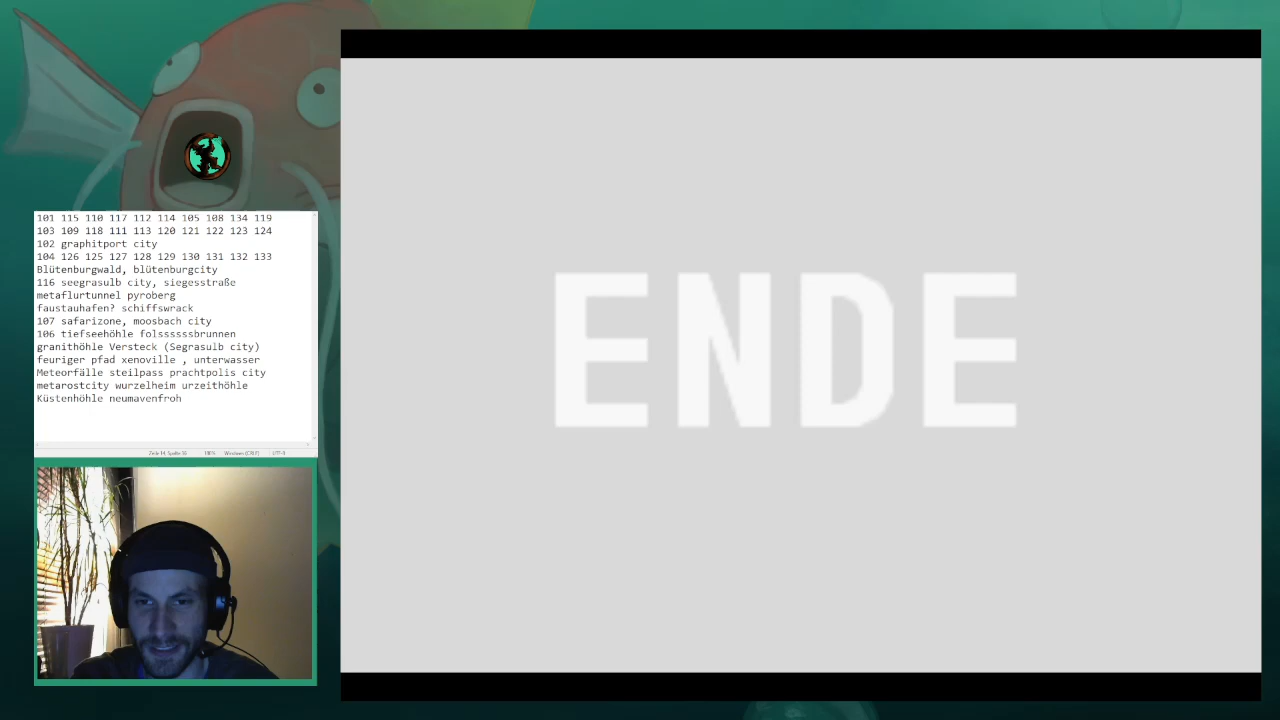 101 115 110 117 112 114 105 108 134 119
103 109 118 111 113 120 121 122 123 124
102 graphitport city
104 126 125 127 128 129 130 131 132 133
Blütenburgwald, blütenburgcity
116 seegrasulb city, siegesstraße
metaflurtunnel pyroberg
faustauhafen? schiffswrack
107 safarizone, moosbach city
106 tiefseehöhle folssssssbrunnen
granithöhle Versteck (Segrasulb city)
feuriger pfad xenoville , unterwasser
Meteorfälle steilpass prachtpolis city
metarostcity wurzelheim urzeithöhle
Küstenhöhle neumavenfroh
100% Windows (CRLF)
ENDE